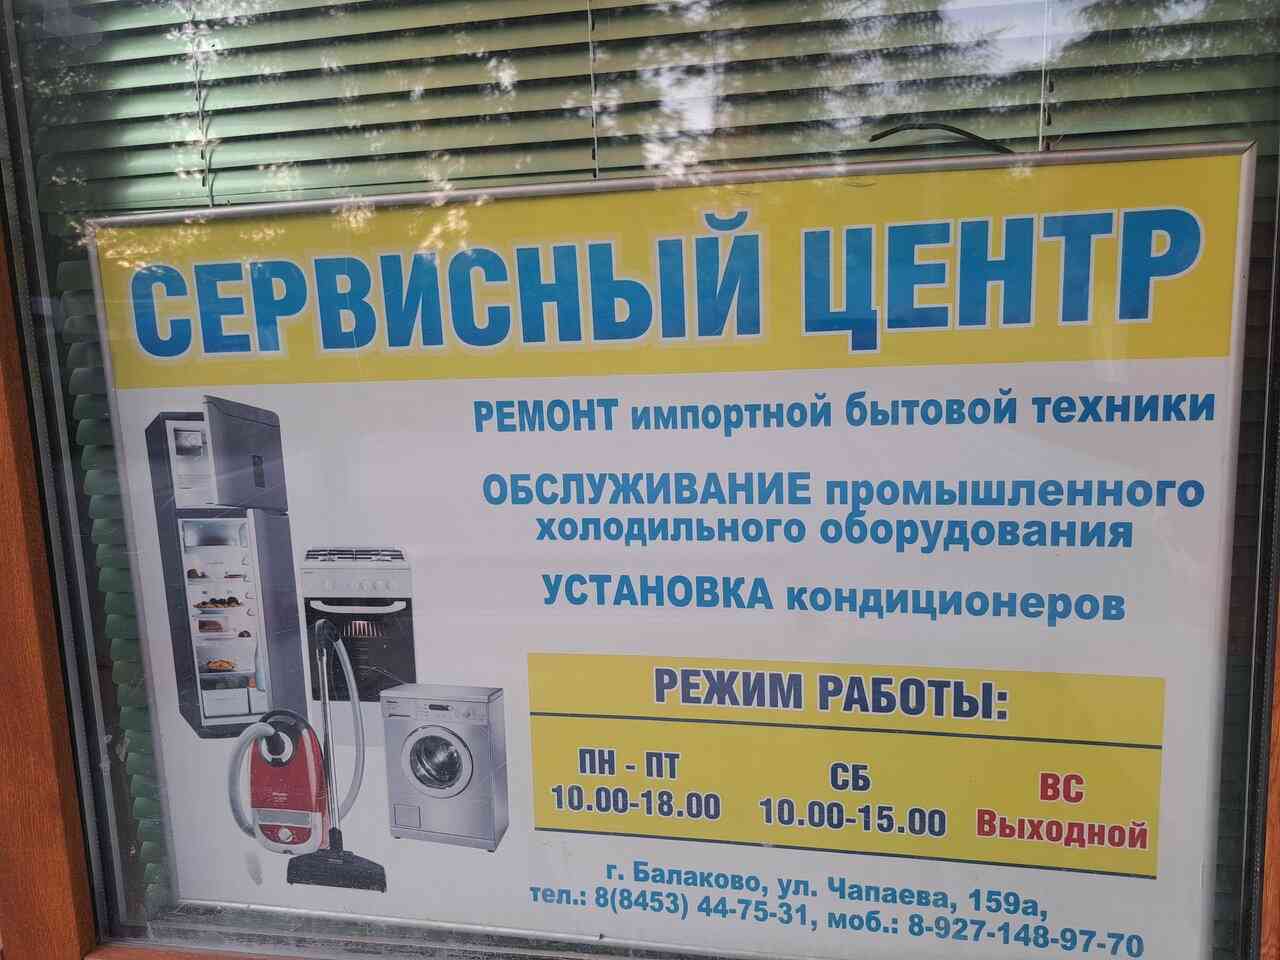 СЕРВИСНЫЙ ЦЕНТР
РЕМОНТ импортной бытовой техники
ОБСЛУЖИВАНИЕ промышленного
холодильного оборудования
УСТАНОВКА кондиционеров
РЕЖИМ РАБОТЫ:
ПН - ПТ СБ ВС
10.00-18.00 10.00-15.00 Выходной
г. Балаково, ул. Чапаева, 159а,
тел.: 8(8453) 44-75-31, моб.: 8-927-148-97-70